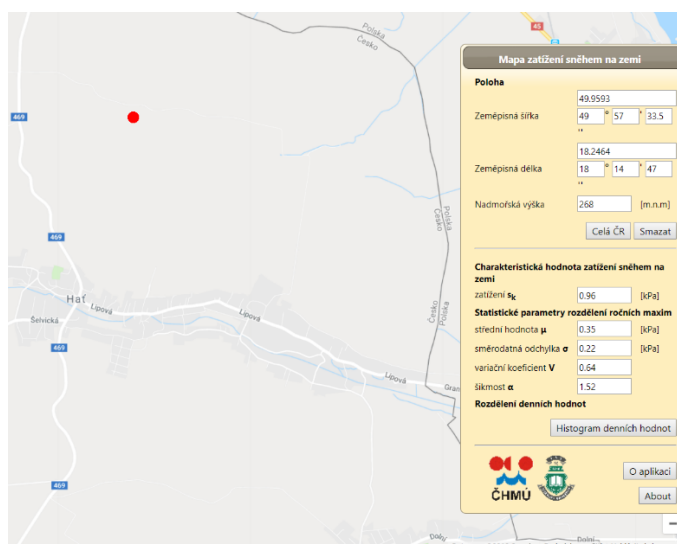 Polska
Česko
45
469
469
Hať
Lipová
Šelvická
Lipová
469
Lipová
Gran
Česko
Polska
Polska
Česko
469
Dolní
Dolní
Mapa zatížení sněhem na zemi
Poloha
49.9593
Zeměpisná šířka 49 ° 57 ' 33.5
''
18.2464
Zeměpisná délka 18 ° 14 ' 47
''
Nadmořská výška 268 [m.n.m]
Celá ČR Smazat
Charakteristická hodnota zatížení sněhem na
zemi
zatížení sk 0.96 [kPa]
Statistické parametry rozdělení ročních maxim
střední hodnota μ 0.35 [kPa]
směrodatná odchylka σ 0.22 [kPa]
variační koeficient V 0.64
šikmost α 1.52
Rozdělení denních hodnot
Histogram denních hodnot
ČHMÚ
O aplikaci
About